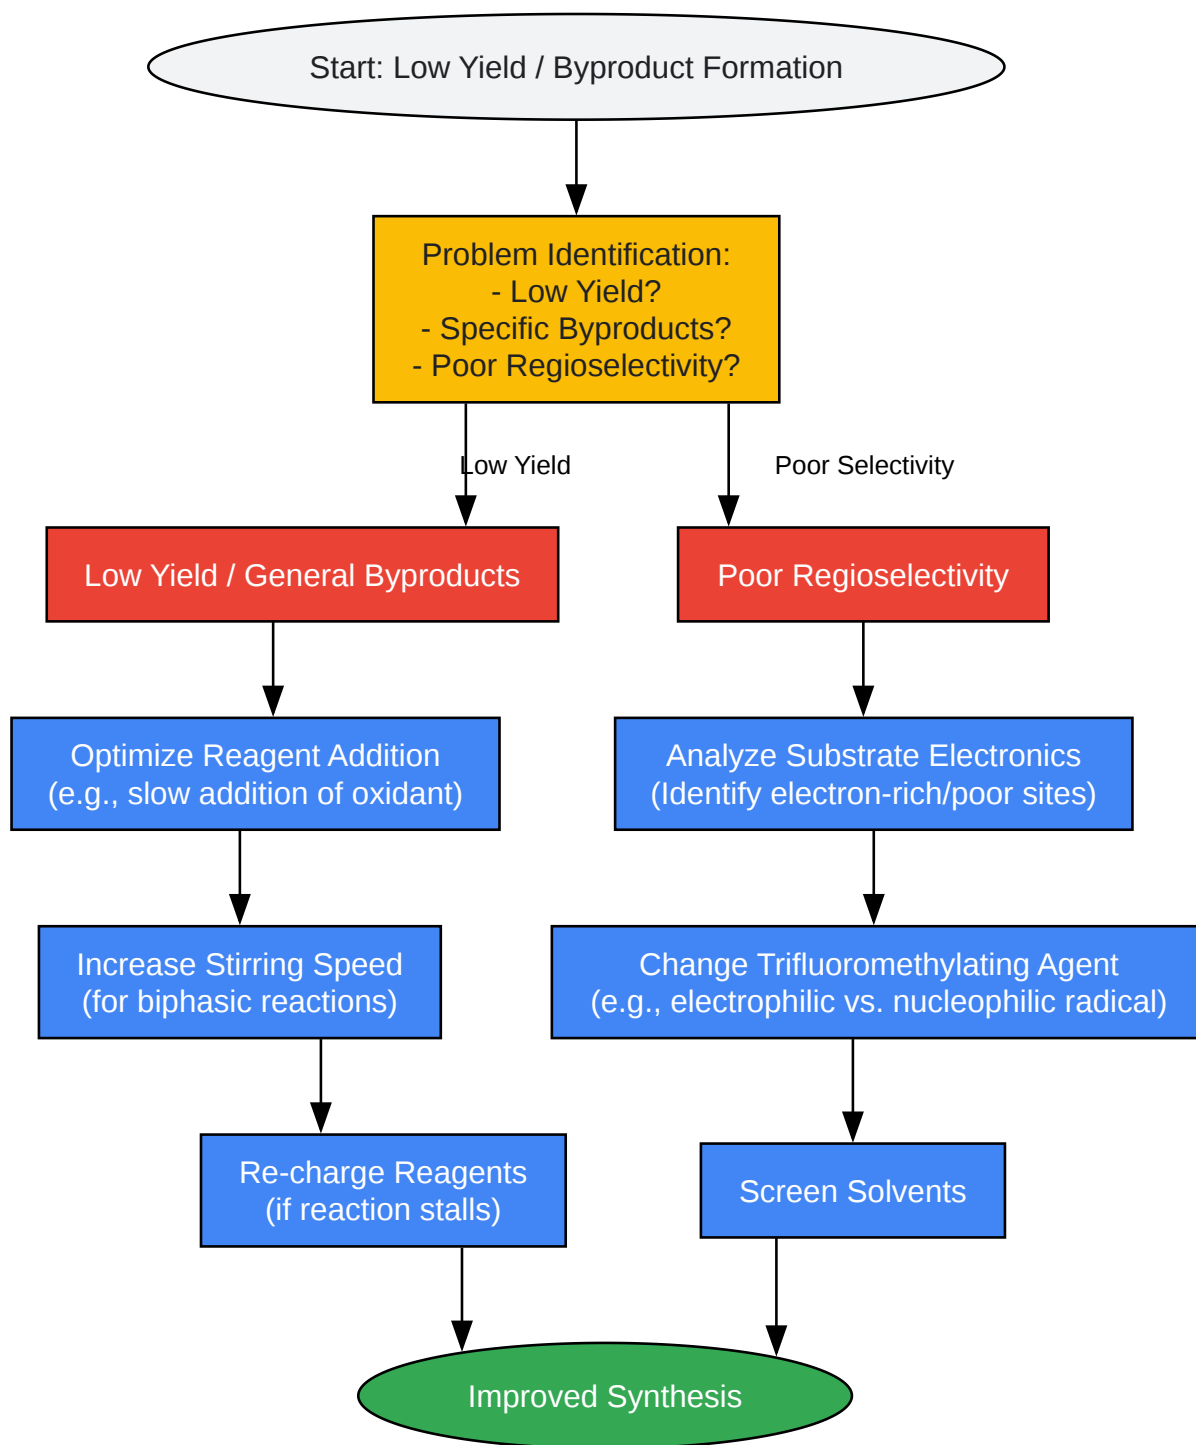 Start: Low Yield / Byproduct Formation
Problem Identification:
- Low Yield?
- Specific Byproducts?
- Poor Regioselectivity?
Low Yield
Poor Selectivity
Low Yield / General Byproducts
Poor Regioselectivity
Optimize Reagent Addition
(e.g., slow addition of oxidant)
Analyze Substrate Electronics
(Identify electron-rich/poor sites)
Increase Stirring Speed
(for biphasic reactions)
Change Trifluoromethylating Agent
(e.g., electrophilic vs. nucleophilic radical)
Re-charge Reagents
(if reaction stalls)
Screen Solvents
Improved Synthesis